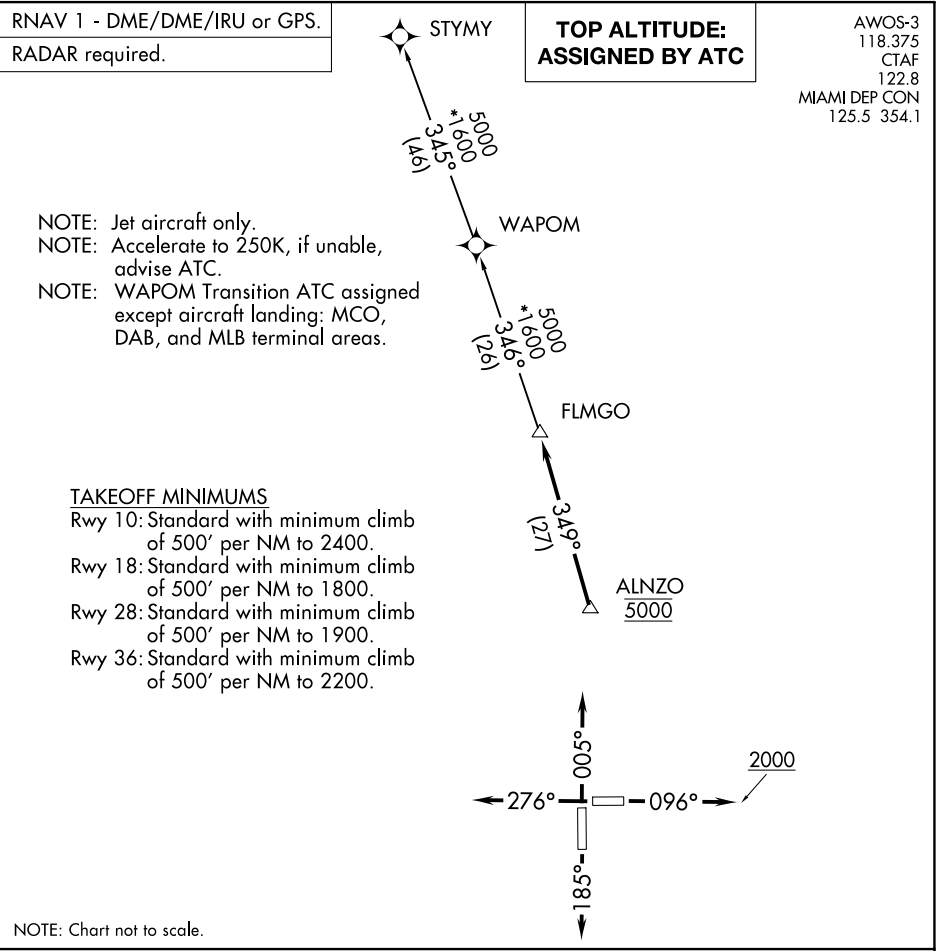 RNAV 1 - DME/DME/IRU or GPS.
RADAR required.
STYMY
TOP ALTITUDE:
ASSIGNED BY ATC
AWOS-3
118.375
CTAF
122.8
MIAMI DEP CON
125.5 354.1
5000
*1600
345°
(46)
NOTE: Jet aircraft only.
NOTE: Accelerate to 250K, if unable,
advise ATC.
NOTE: WAPOM Transition ATC assigned
except aircraft landing: MCO,
DAB, and MLB terminal areas.
WAPOM
5000
*1600
346°
(26)
FLMGO
349°
(27)
TAKEOFF MINIMUMS
Rwy 10: Standard with minimum climb
of 500' per NM to 2400.
Rwy 18: Standard with minimum climb
of 500' per NM to 1800.
Rwy 28: Standard with minimum climb
of 500' per NM to 1900.
Rwy 36: Standard with minimum climb
of 500' per NM to 2200.
ALNZO
5000
005°
2000
276°
096°
185°
NOTE: Chart not to scale.